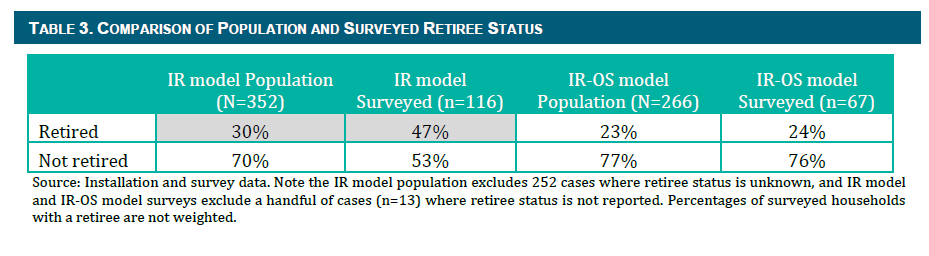 TABLE 3. COMPARISON OF POPULATION AND SURVEYED RETIREE STATUS
IR model Population (N=352) IR model Surveyed (n=116) IR-OS model Population (N=266) IR-OS model Surveyed (n=67)
Retired 30% 47% 23% 24%
Not retired 70% 53% 77% 76%
Source: Installation and survey data. Note the IR model population excludes 252 cases where retiree status is unknown, and IR model
and IR-OS model surveys exclude a handful of cases (n=13) where retiree status is not reported. Percentages of surveyed households
with a retiree are not weighted.